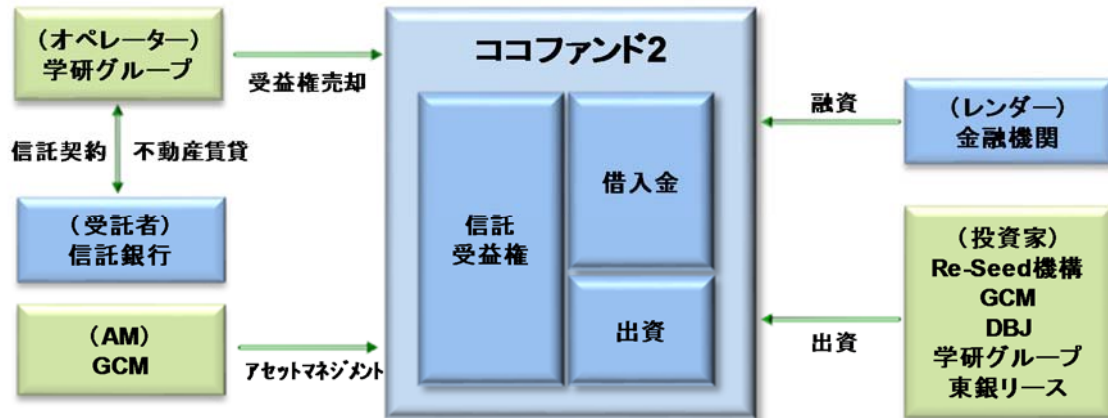 （オペレーター）
学研グループ
受益権売却
信託契約
不動産賃貸
（受託者）
信託銀行
（AM）
GCM
アセットマネジメント
ココファンド2
信託
受益権
借入金
出資
融資
（レンダー）
金融機関
出資
（投資家）
Re-Seed機構
GCM
DBJ
学研グループ
東銀リース